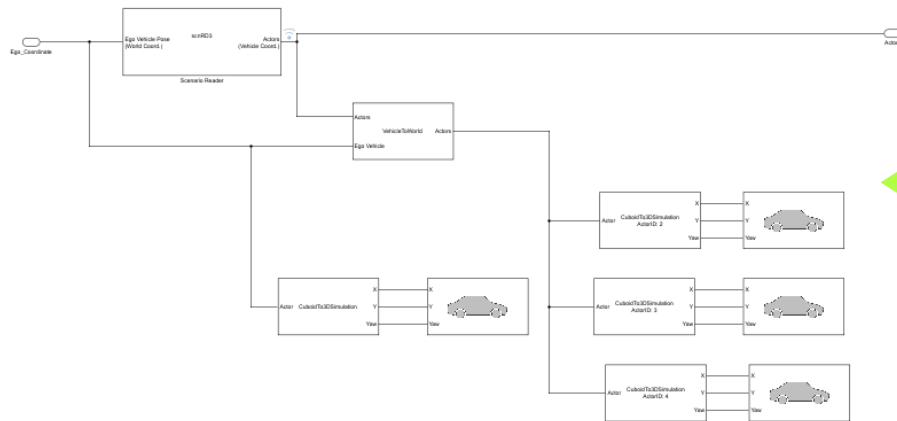 Ego_Coordinate
Ego Vehicle Pose
(World Coord.)
scnRD3
Actors
(Vehicle Coord.)
Scenario Reader
Actor
Actors
Ego Vehicle
VehicleToWorld
Actors
Actor
CuboidTo3DSimulation
ActorID: 2
X
Y
Yaw
X
Y
Yaw
Actor
CuboidTo3DSimulation
X
Y
Yaw
X
Y
Yaw
Actor
CuboidTo3DSimulation
ActorID: 3
X
Y
Yaw
X
Y
Yaw
Actor
CuboidTo3DSimulation
ActorID: 4
X
Y
Yaw
X
Y
Yaw